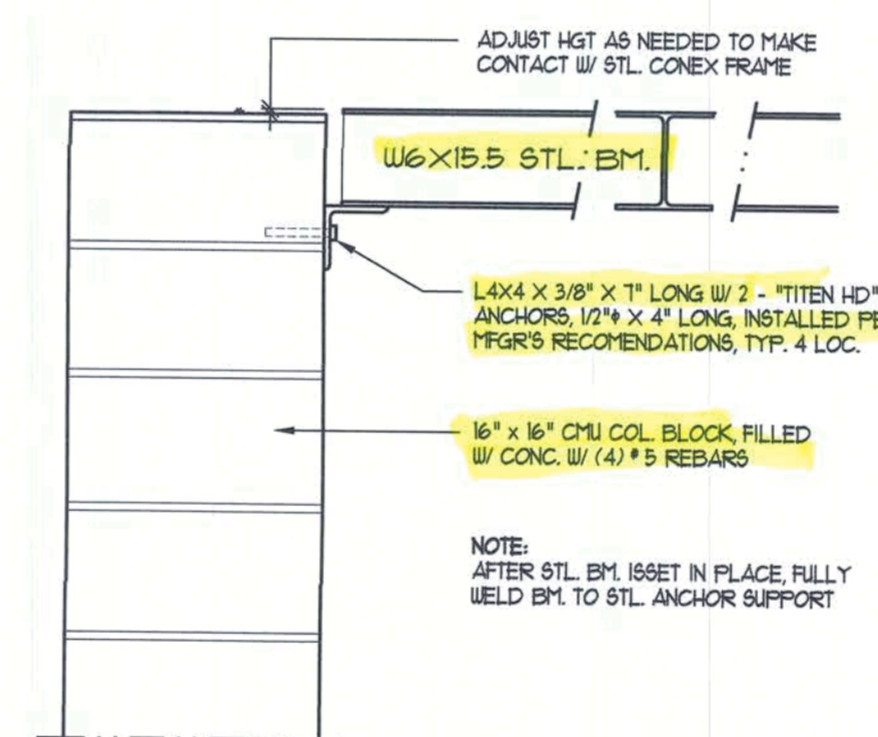 ADJUST HGT AS NEEDED TO MAKE
CONTACT W/ STL. CONEX FRAME
W6X15.5 STL. BM.
L4X4 X 3/8" X 7" LONG W/ 2 - "TITEN HD"
ANCHORS, 1/2"ϕ X 4" LONG, INSTALLED PE
MFGR'S RECOMENDATIONS, TYP. 4 LOC.
16" x 16" CMU COL. BLOCK, FILLED
W/ CONC. W/ (4) # 5 REBARS
NOTE:
AFTER STL. BM. ISSET IN PLACE, FULLY
WELD BM. TO STL. ANCHOR SUPPORT